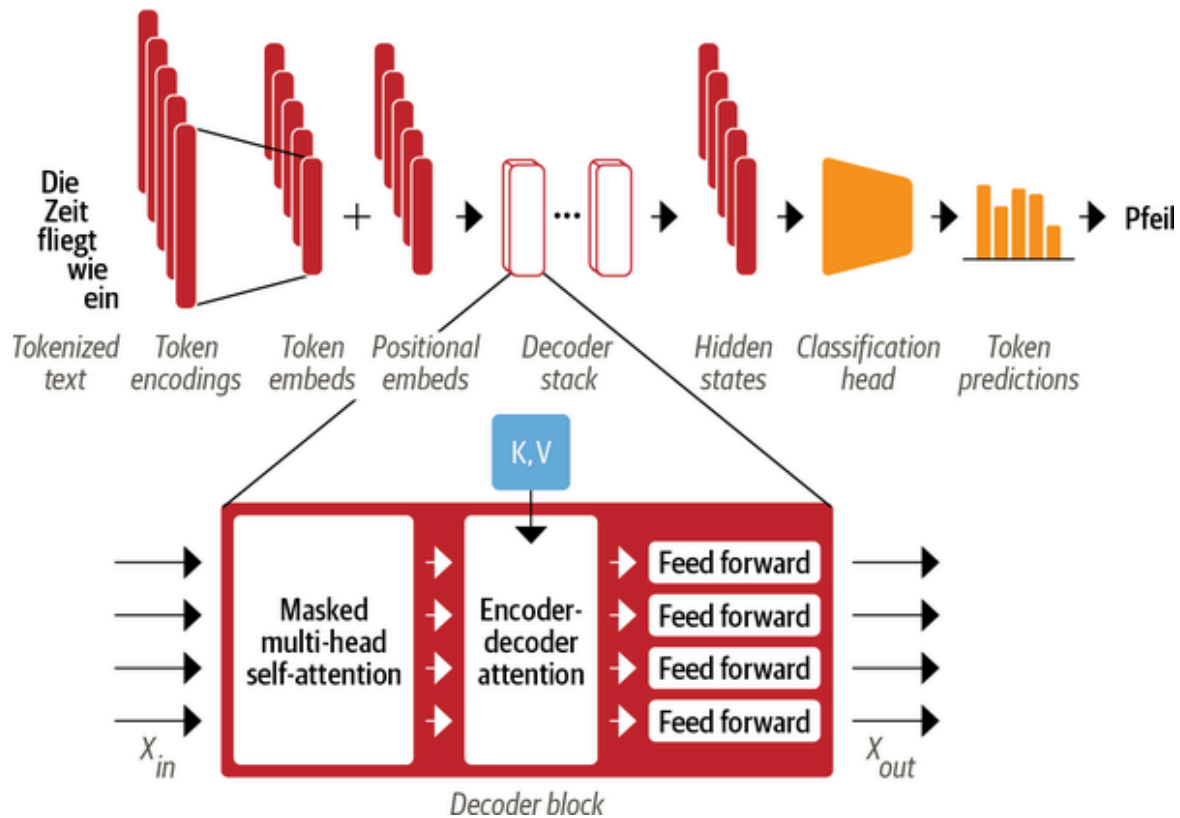 Die
Zeit
fliegt
wie
ein
+
...
Pfeil
Tokenized
text
Token
encodings
Token
embeds
Positional
embeds
Decoder
stack
Hidden
states
Classification
head
Token
predictions
K, V
Masked
multi-head
self-attention
Encoder-
decoder
attention
Feed forward
Feed forward
Feed forward
Feed forward
X_in
X_out
Decoder block